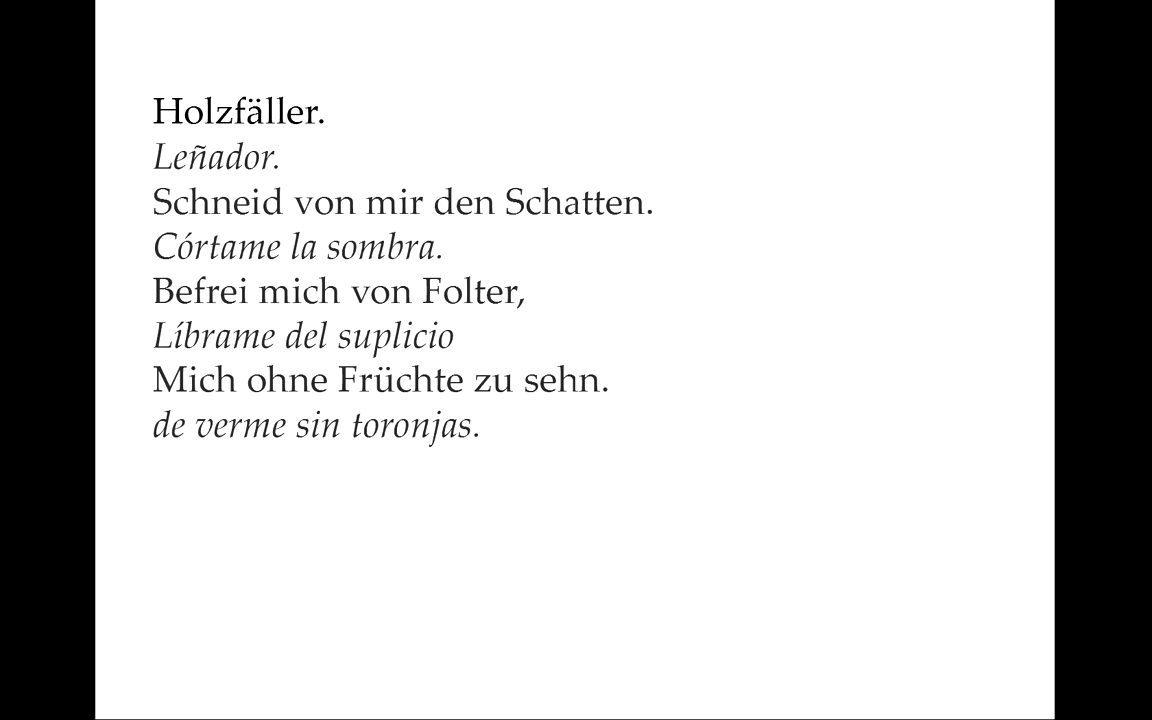 Holzfäller.
Leñador.
Schneid von mir den Schatten.
Córtame la sombra.
Befrei mich von Folter,
Líbrame del suplicio
Mich ohne Früchte zu sehn.
de verme sin toronjas.